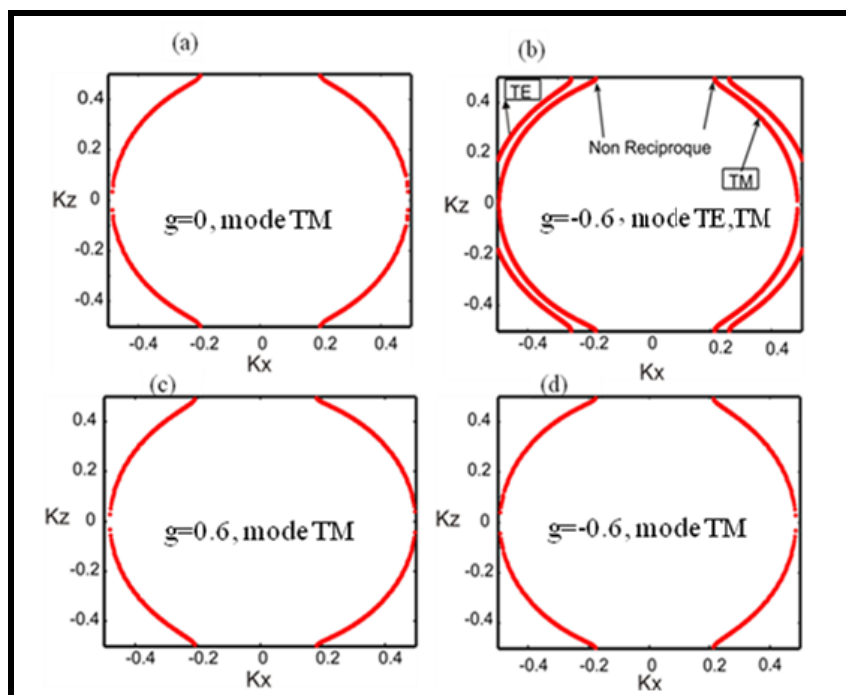 (a)
0.4
0.2
Kz
0
-0.2
-0.4
g=0, mode TM
-0.4
-0.2
0
0.2
0.4
Kx
(b)
0.4
0.2
Kz
0
-0.2
-0.4
TE
Non Reciproque
TM
g=-0.6, mode TE,TM
-0.4
-0.2
0
0.2
0.4
Kx
(c)
0.4
0.2
Kz
0
-0.2
-0.4
g=0.6, mode TM
-0.4
-0.2
0
0.2
0.4
Kx
(d)
0.4
0.2
Kz
0
-0.2
-0.4
g=-0.6, mode TM
-0.4
-0.2
0
0.2
0.4
Kx